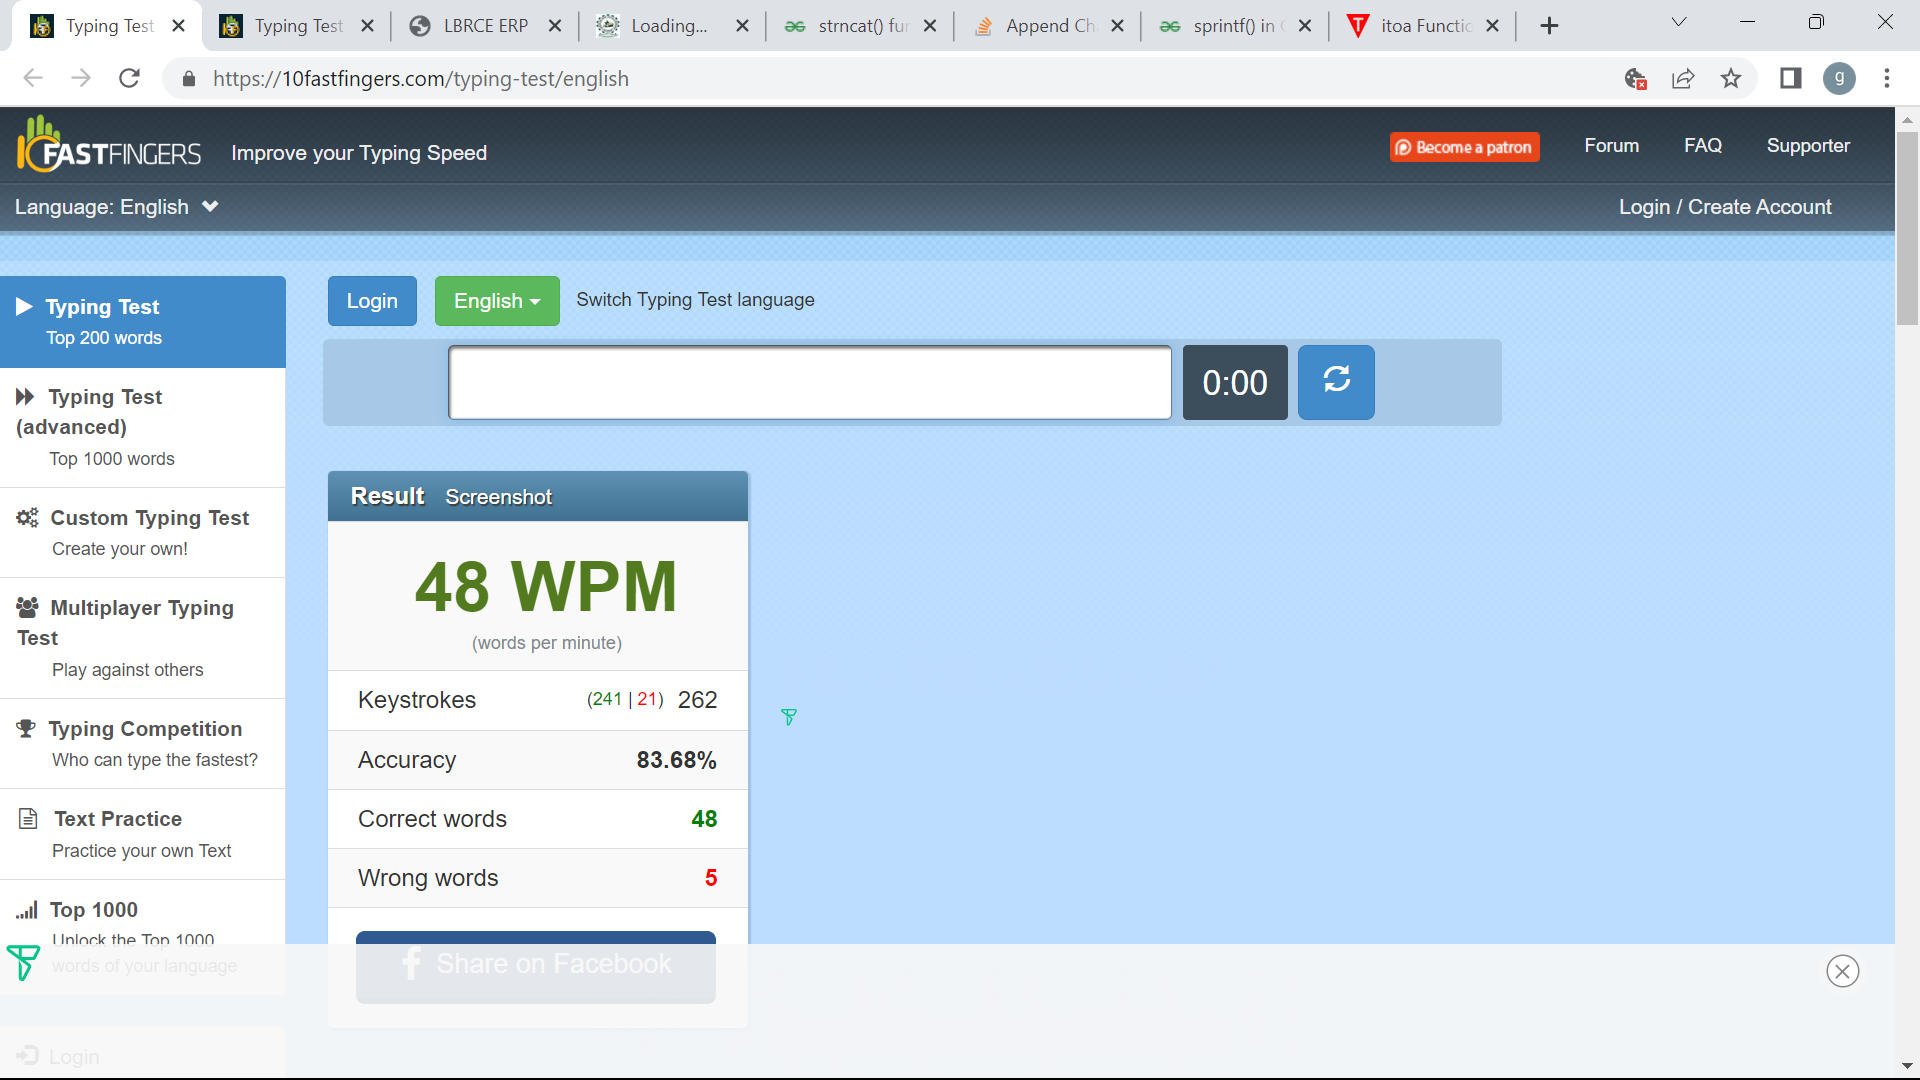 Typing Test
Typing Test
LBRCE ERP
Loading...
strncat() fu
Append Ch
sprintf() in
itoa Functi
https://10fastfingers.com/typing-test/english
g
FASTFINGERS
Improve your Typing Speed
Become a patron
Forum
FAQ
Supporter
Language: English
Login / Create Account
Typing Test
Top 200 words
Typing Test
(advanced)
Top 1000 words
Custom Typing Test
Create your own!
Multiplayer Typing
Test
Play against others
Typing Competition
Who can type the fastest?
Text Practice
Practice your own Text
Top 1000
Unlock the Top 1000
words of your language
Login
Login
English
Switch Typing Test language
0:00
Result Screenshot
48 WPM
(words per minute)
Keystrokes (241 | 21) 262
Accuracy 83.68%
Correct words 48
Wrong words 5
f Share on Facebook